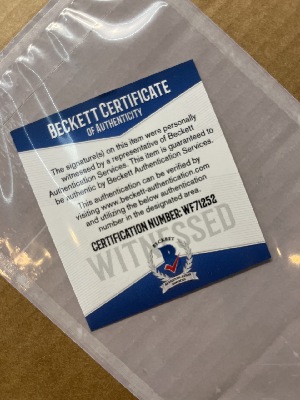 BECKETT CERTIFICATE
OF AUTHENTICITY
The signature(s) on this item were personally
witnessed by a representative of Beckett
Authentication Services. This item is guaranteed to
be authentic by Beckett Authentication Services.
This authentication can be verified by
visiting www.beckett-authentication.com
and utilizing the below authentication
number in the designated area.
CERTIFICATION NUMBER: WF71252
WITNESSED
BECKETT
B